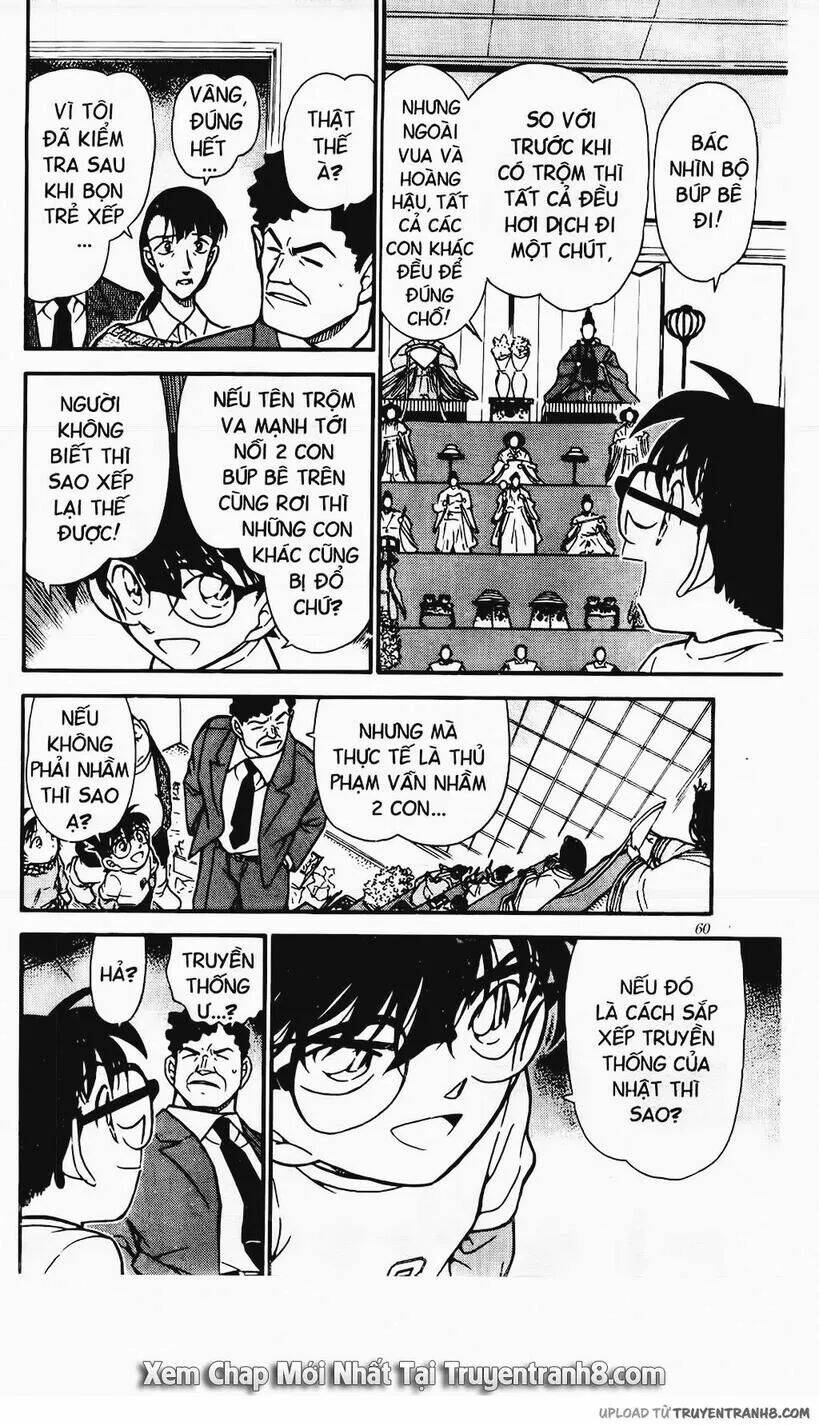 BÁC
NHÌN BỘ
BÚP BÊ
ĐI!
SO VỚI
TRƯỚC KHI
CÓ TRỘM THÌ
TẤT CẢ ĐỀU
HƠI DỊCH ĐI
MỘT CHÚT,
NHƯNG
NGOÀI
VUA VÀ
HOÀNG
HẬU, TẤT
CẢ CÁC
CON KHÁC
ĐỀU ĐỂ
ĐÚNG
CHỖ!
THẬT
THẾ
À?
VÂNG,
ĐÚNG
HẾT
...
VÌ TÔI
ĐÃ KIỂM
TRA SAU
KHI BỌN
TRẺ XẾP
...
NẾU TÊN TRỘM
VA MẠNH TỚI
NỖI 2 CON
BÚP BÊ TRÊN
CÙNG RƠI THÌ
NHỮNG CON
KHÁC CŨNG
BỊ ĐỔ
CHỨ?
NGƯỜI
KHÔNG
BIẾT THÌ
SAO XẾP
LẠI THẾ
ĐƯỢC!
NHƯNG MÀ
THỰC TẾ LÀ THỦ
PHẠM VẪN NHẦM
2 CON...
NẾU
KHÔNG
PHẢI NHẦM
THÌ SAO
Ạ?
60
NẾU ĐÓ
LÀ CÁCH SẮP
XẾP TRUYỀN
THỐNG CỦA
NHẬT THÌ
SAO?
TRUYỀN
THỐNG
Ư...?
HẢ?
Xem Chap Mới Nhất Tại Truyentranh8.com
UPLOAD TỪ TRUYENTRANH8.COM